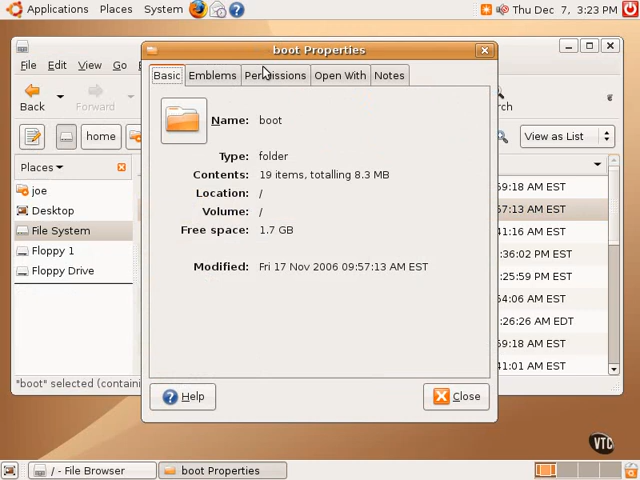 Applications Places System Thu Dec 7, 3:23 PM
boot Properties
File Edit View Go
Basic Emblems Permissions Open With Notes
Back Forward
home
View as List
Places
Name: boot
Type: folder
Contents: 19 items, totalling 8.3 MB
Location: /
Volume: /
Free space: 1.7 GB
Modified: Fri 17 Nov 2006 09:57:13 AM EST
joe
Desktop
File System
Floppy 1
Floppy Drive
:59:18 AM EST
:57:13 AM EST
:41:16 AM EST
:36:02 PM EST
:25:59 PM EST
:54:06 AM EST
:26:26 AM EDT
:59:18 AM EST
:41:01 AM EST
"boot" selected (containi
Help Close
VTC
/ - File Browser boot Properties